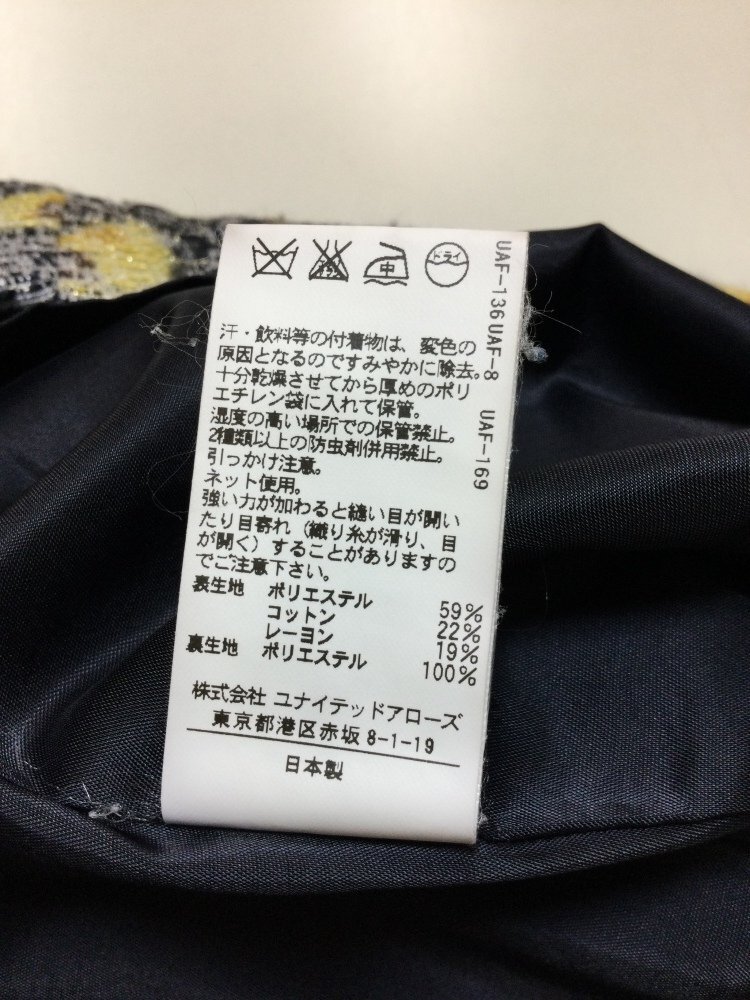 ドライ
中
汗・飲料等の付着物は、変色の
原因となるのですみやかに除去。
十分乾燥させてから厚めのポリ
エチレン袋に入れて保管。
湿度の高い場所での保管禁止。
2種類以上の防虫剤併用禁止。
引っかけ注意。
ネット使用。
強い力が加わると縫い目が開い
たり目寄れ（織り糸が滑り、目
が開く）することがありますの
でご注意下さい。
表生地 ポリエステル 59%
コットン 22%
レーヨン 19%
裏生地 ポリエステル 100%
株式会社 ユナイテッドアローズ
東京都港区赤坂8-1-19
日本製
UAF-136UAF-8 UAF-169